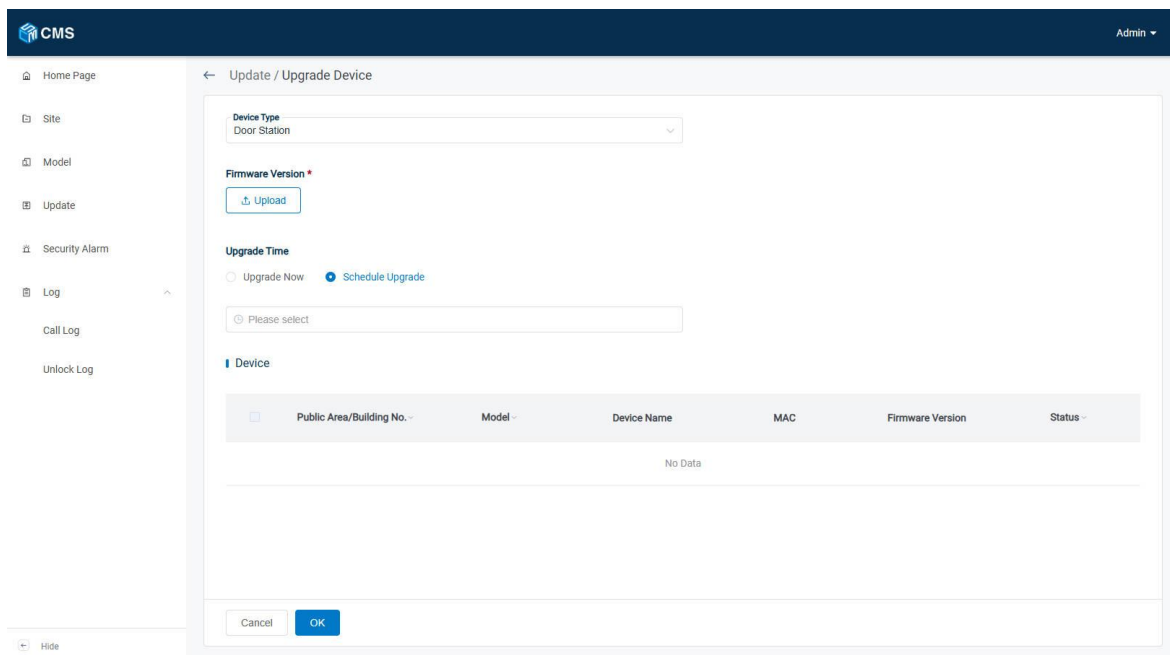 CMS
Admin
Home Page
Site
Model
Update
Security Alarm
Log
Call Log
Unlock Log
Hide
Update / Upgrade Device
Device Type
Door Station
Firmware Version *
Upload
Upgrade Time
Upgrade Now Schedule Upgrade
Please select
Device
Public Area/Building No. Model Device Name MAC Firmware Version Status
No Data
Cancel OK